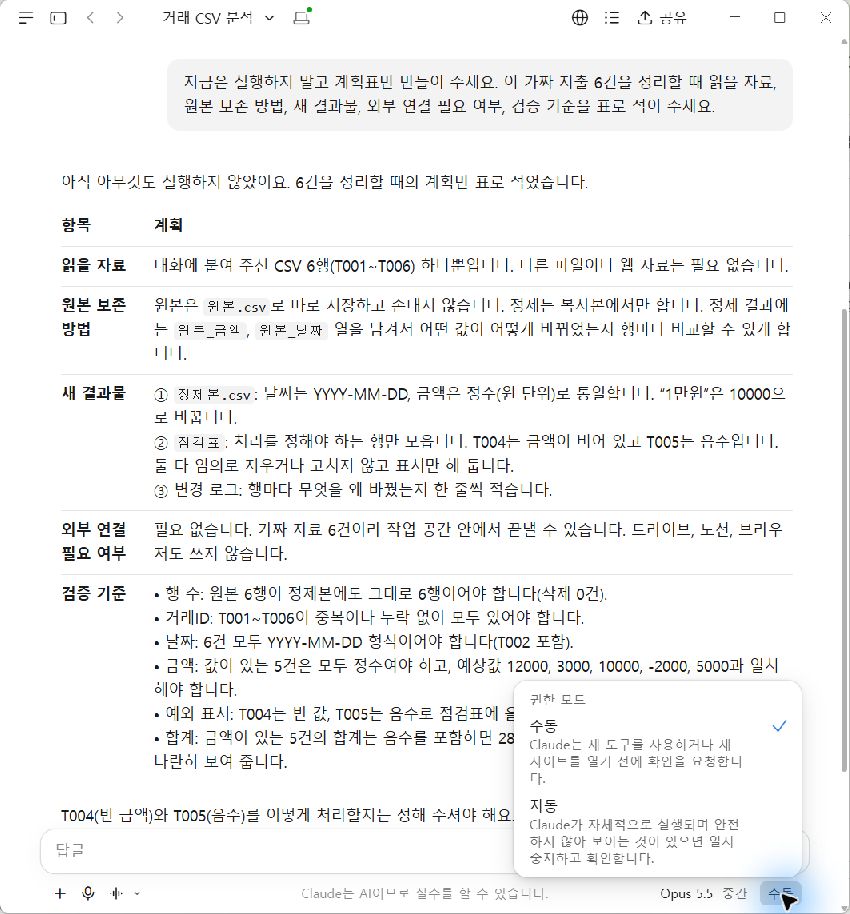 거래 CSV 분석
공유
지금은 실행하지 말고 계획표만 만들어 주세요. 이 가짜 지출 6건을 정리할 때 읽을 자료,
원본 보존 방법, 새 결과물, 외부 연결 필요 여부, 검증 기준을 표로 적어 주세요.
아직 아무것도 실행하지 않았어요. 6건을 정리할 때의 계획만 표로 적었습니다.
항목 계획
읽을 자료 대화에 붙여 주신 CSV 6행(T001~T006) 하나뿐입니다. 다른 파일이나 웹 자료는 필요 없습니다.
원본 보존 원본은 원본.csv로 따로 저장하고 손대지 않습니다. 정제는 복사본에서만 합니다. 정제 결과에
방법 는 원본_금액, 원본_날짜 열을 남겨서 어떤 값이 어떻게 바뀌었는지 행마다 비교할 수 있게 합
니다.
새 결과물 ① 정제본.csv: 날짜는 YYYY-MM-DD, 금액은 정수(원 단위)로 통일합니다. “1만원”은 10000으
로 바꿉니다.
② 점검표: 처리를 정해야 하는 행만 모읍니다. T004는 금액이 비어 있고 T005는 음수입니다.
둘 다 임의로 지우거나 고치지 않고 표시만 해 둡니다.
③ 변경 로그: 행마다 무엇을 왜 바꿨는지 한 줄씩 적습니다.
외부 연결 필요 없습니다. 가짜 자료 6건이라 작업 공간 안에서 끝낼 수 있습니다. 드라이브, 노션, 브라우
필요 여부 저도 쓰지 않습니다.
검증 기준 • 행 수: 원본 6행이 정제본에도 그대로 6행이어야 합니다(삭제 0건).
• 거래ID: T001~T006이 중복이나 누락 없이 모두 있어야 합니다.
• 날짜: 6건 모두 YYYY-MM-DD 형식이어야 합니다(T002 포함).
• 금액: 값이 있는 5건은 모두 정수여야 하고, 예상값 12000, 3000, 10000, -2000, 5000과 일치
해야 합니다.
• 예외 표시: T004는 빈 값, T005는 음수로 점검표에
• 합계: 금액이 있는 5건의 합계는 음수를 포함하면 28
나란히 보여 줍니다.
T004(빈 금액)와 T005(음수)를 어떻게 처리할지는 정해 주셔야 해요.
권한 모드
수동
Claude는 새 도구를 사용하거나 새
사이트를 열기 전에 확인을 요청합니
다.
자동
Claude가 자체적으로 실행되며 안전
하지 않아 보이는 것이 있으면 일시
중지하고 확인합니다.
답글
Claude는 AI이므로 실수를 할 수 있습니다.
Opus 5.5 중간 수동